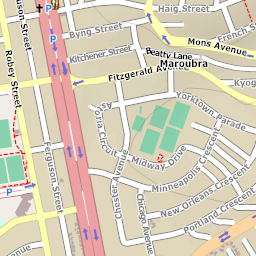 Haig Street
Byng Street
French St
Mons Avenue
Beatty Lane
Kitchener Street
Maroubra
Fitzgerald Avenue
Kyog
Yorktown Parade
Robey Street
Ferguson Street
Midway Drive
Minneapolis Crescent
New Orleans Crescent
Portland Crescent
Chester Avenue
Chicago Avenue
P
P
P